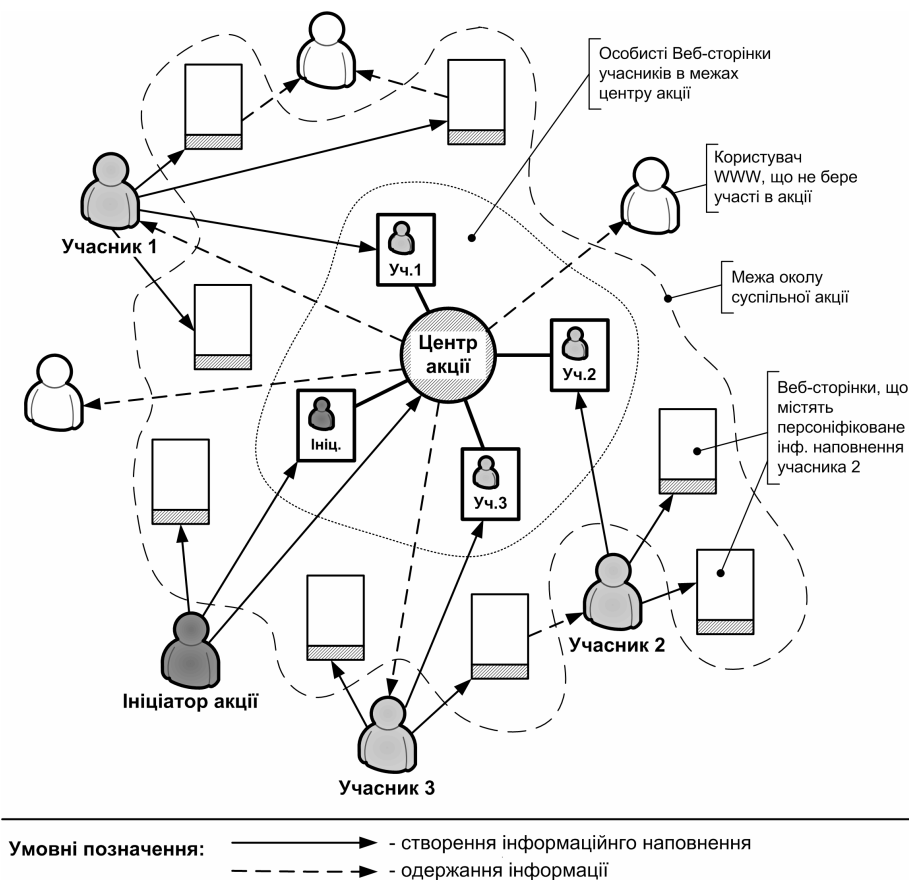 Особисті Веб-сторінки
учасників в межах
центру акції
Користувач
WWW, що не бере
участі в акції
Учасник 1
Уч.1
Межа околу
суспільної акції
Центр
акції
Уч.2
Веб-сторінки, що
містять
персоніфіковане
інф. наповнення
учасника 2
Ініц.
Уч.3
Учасник 2
Ініціатор акції
Учасник 3
Умовні позначення:
- створення інформаційнго наповнення
- одержання інформації